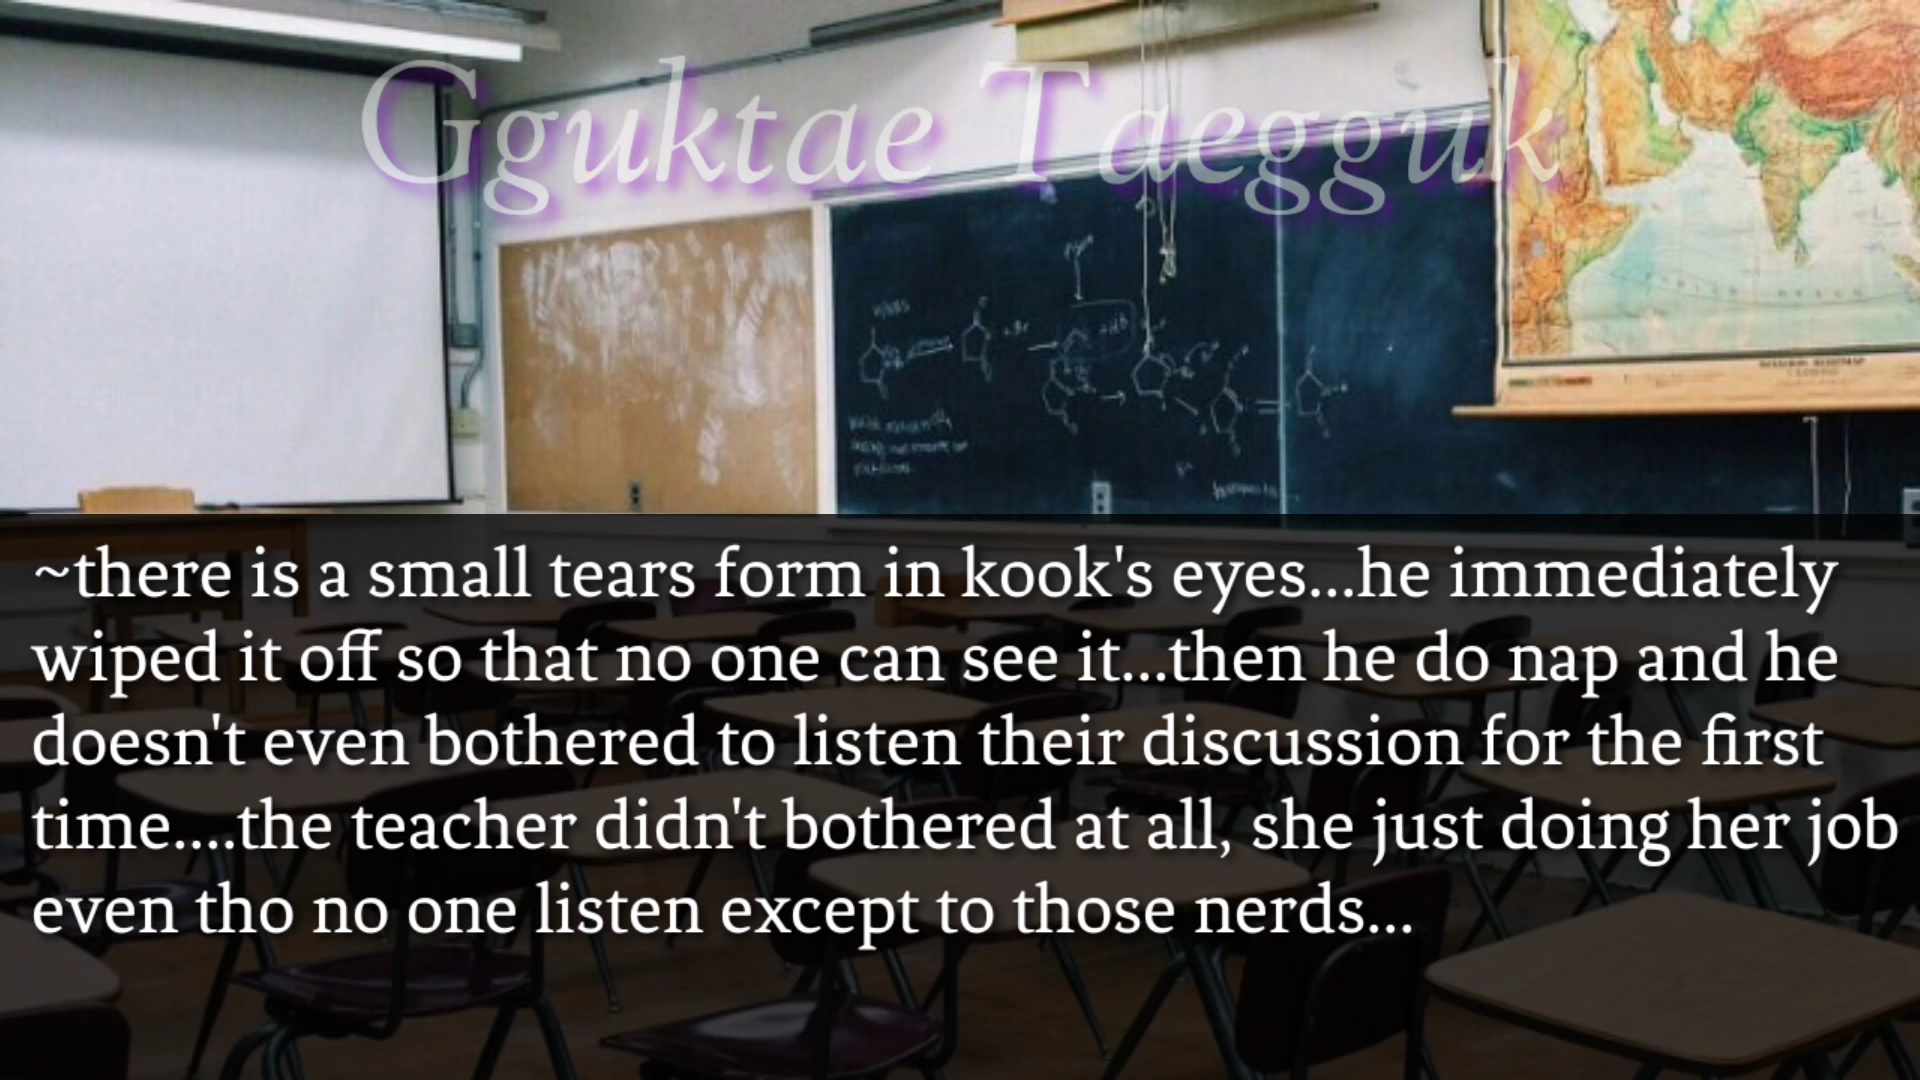 Gguktae Taegguk
~there is a small tears form in kook's eyes...he immediately
wiped it off so that no one can see it...then he do nap and he
doesn't even bothered to listen their discussion for the first
time....the teacher didn't bothered at all, she just doing her job
even tho no one listen except to those nerds...